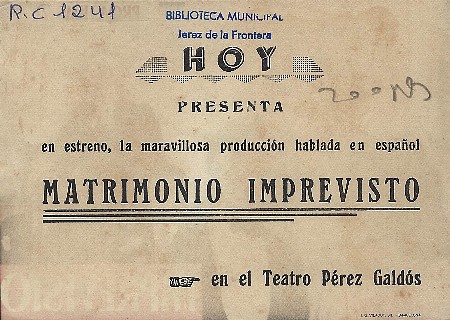 R.C 1241
BIBLIOTECA MUNICIPAL
Jerez de la Frontera
HOY
PRESENTA
en estreno, la maravillosa producción hablada en español
MATRIMONIO IMPREVISTO
en el Teatro Pérez Galdós